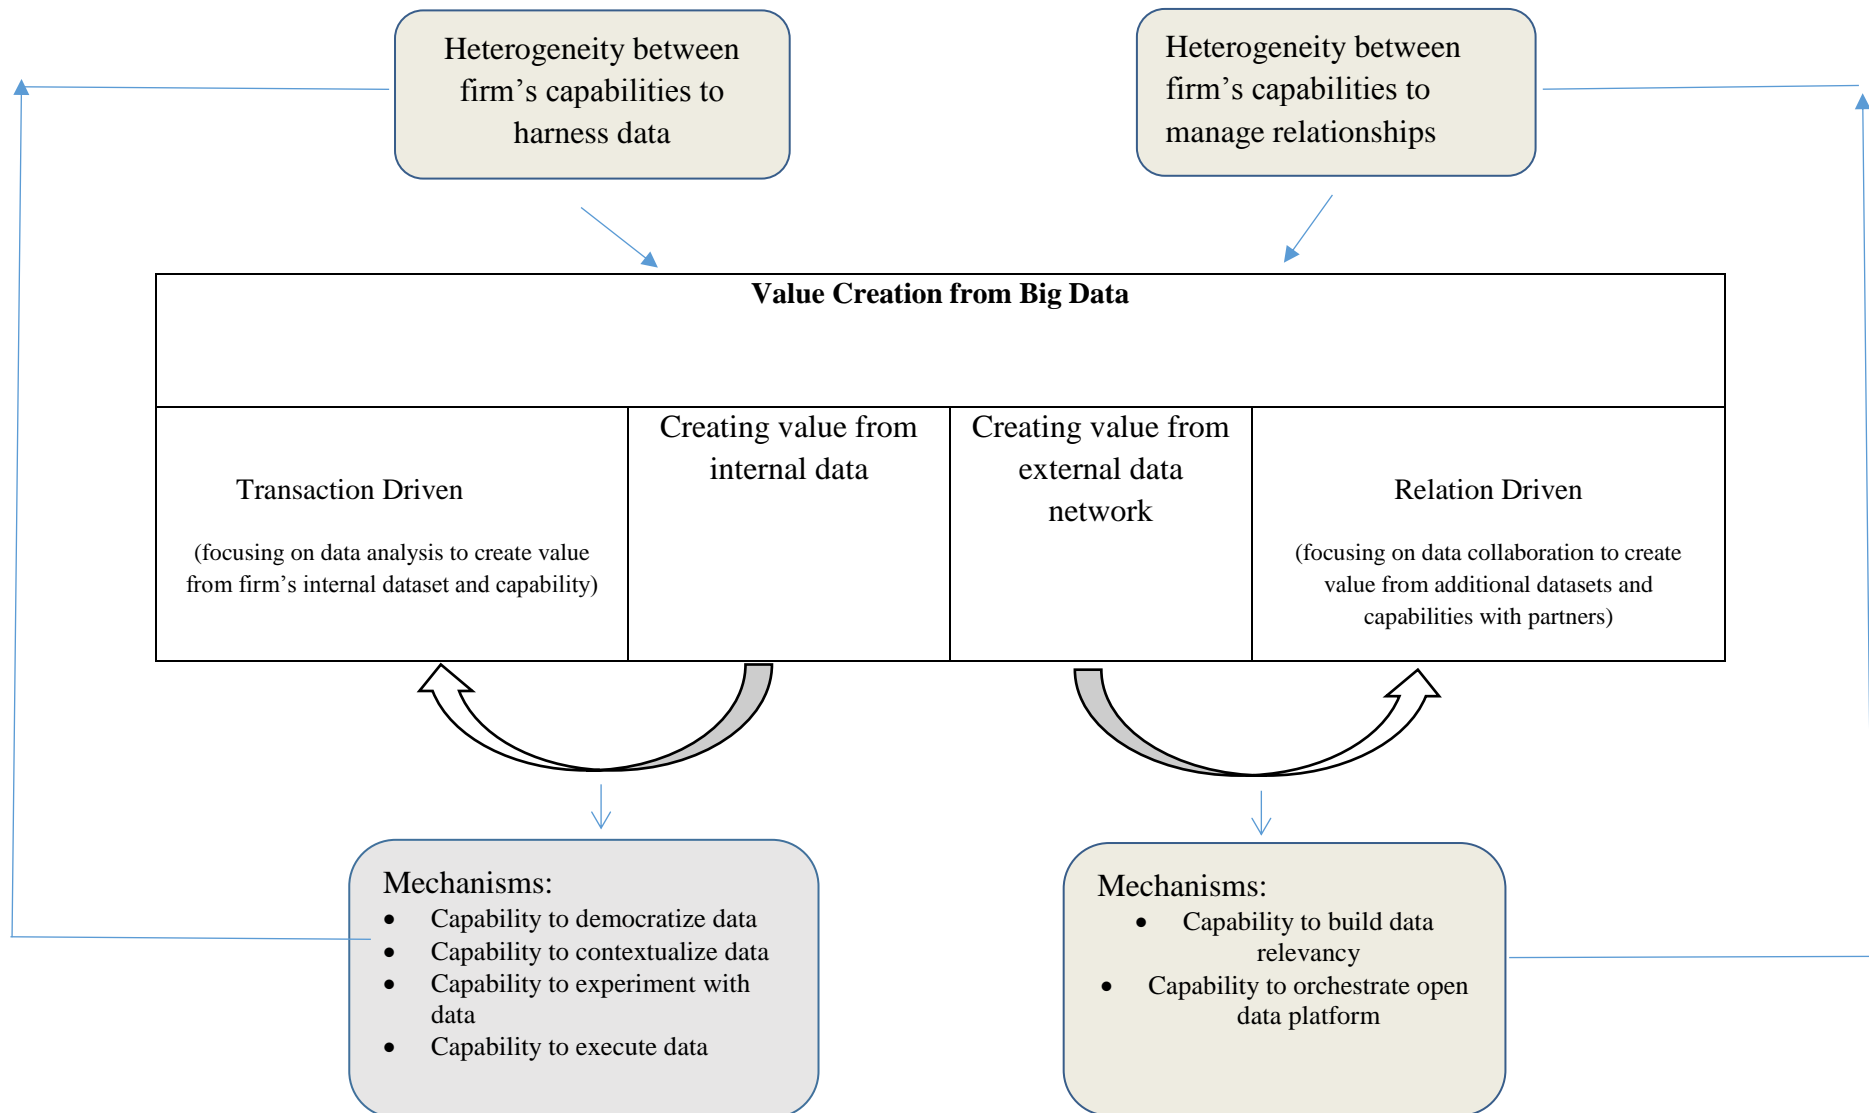 Heterogeneity between
firm’s capabilities to
harness data
Heterogeneity between
firm’s capabilities to
manage relationships
Value Creation from Big Data
Transaction Driven
(focusing on data analysis to create value
from firm’s internal dataset and capability)
Creating value from
internal data
Creating value from
external data
network
Relation Driven
(focusing on data collaboration to create
value from additional datasets and
capabilities with partners)
Mechanisms:
• Capability to democratize data
• Capability to contextualize data
• Capability to experiment with
data
• Capability to execute data
Mechanisms:
• Capability to build data
relevancy
• Capability to orchestrate open
data platform